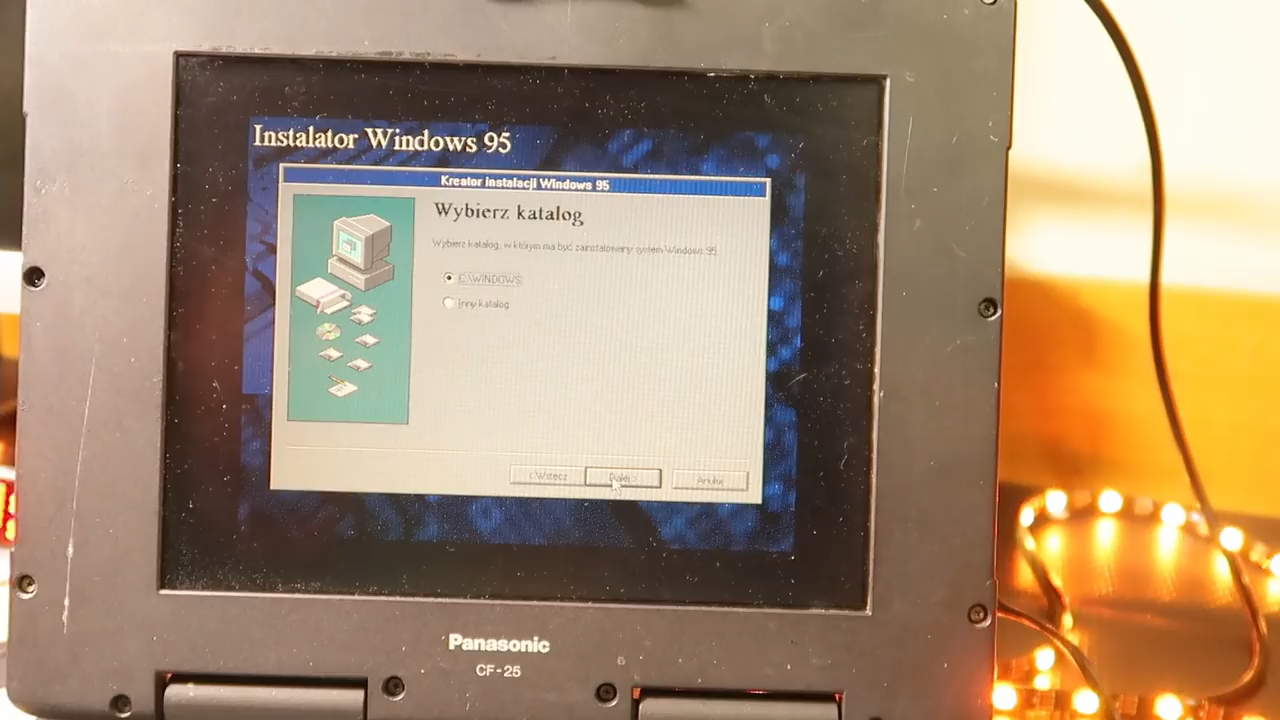 Instalator Windows 95
Kreator instalacji Windows 95
Wybierz katalog
Wybierz katalog, w którym ma być zainstalowany system Windows 95.
C:\WINDOWS
Inny katalog
< Wstecz
Dalej >
Anuluj
Panasonic
CF-25